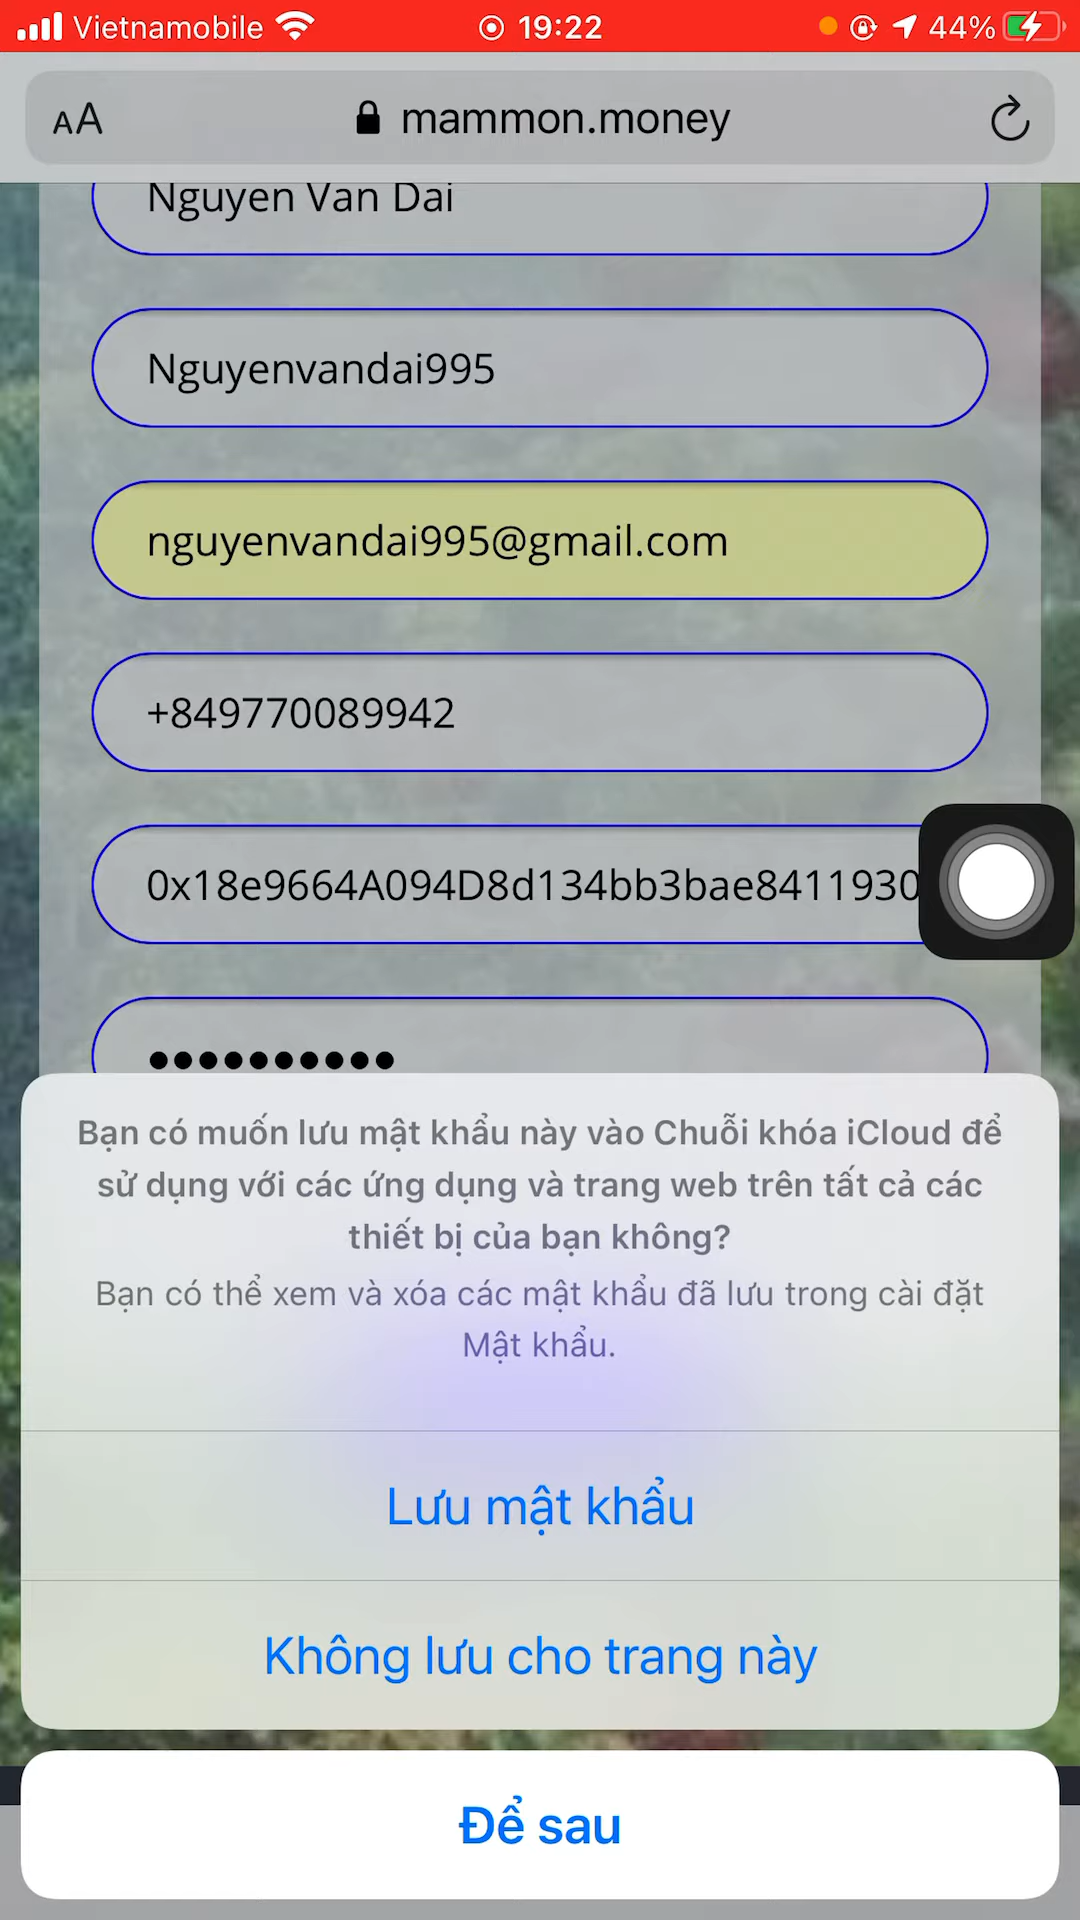 Vietnamobile 19:22 44%
AA mammon.money
Nguyen Van Dai
Nguyenvandai995
nguyenvandai995@gmail.com
+849770089942
0x18e9664A094D8d134bb3bae8411930
Bạn có muốn lưu mật khẩu này vào Chuỗi khóa iCloud để
sử dụng với các ứng dụng và trang web trên tất cả các
thiết bị của bạn không?
Bạn có thể xem và xóa các mật khẩu đã lưu trong cài đặt
Mật khẩu.
Lưu mật khẩu
Không lưu cho trang này
Để sau